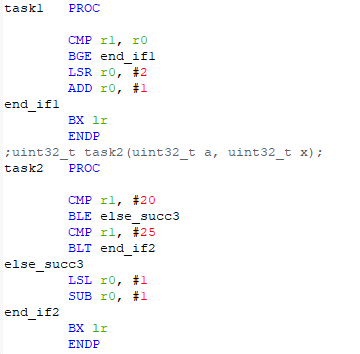 task1 PROC
CMP r1, r0
BGE end_if1
LSR r0, #2
ADD r0, #1
end_if1
BX lr
ENDP
;uint32_t task2(uint32_t a, uint32_t x);
task2 PROC
CMP r1, #20
BLE else_succ3
CMP r1, #25
BLT end_if2
else_succ3
LSL r0, #1
SUB r0, #1
end_if2
BX lr
ENDP